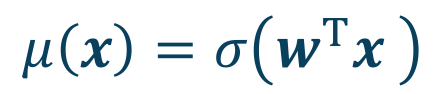 μ(𝒙) = σ(𝒘ᵀ𝒙 )